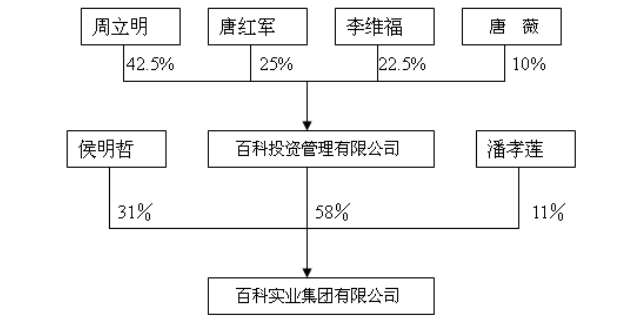 周立明 唐红军 李维福 唐 薇
42.5% 25% 22.5% 10%
侯明哲 百科投资管理有限公司 潘孝莲
31% 58% 11%
百科实业集团有限公司